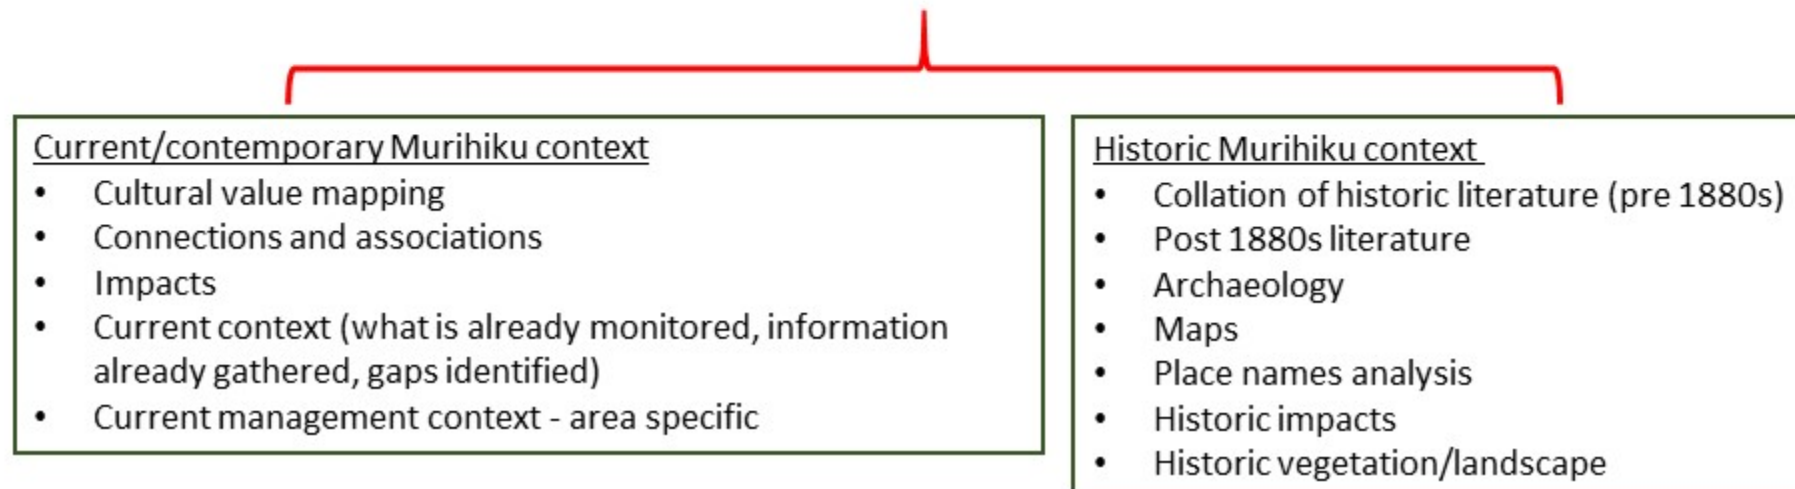 Current/contemporary Murihiku context
• Cultural value mapping
• Connections and associations
• Impacts
• Current context (what is already monitored, information
already gathered, gaps identified)
• Current management context - area specific
Historic Murihiku context
• Collation of historic literature (pre 1880s)
• Post 1880s literature
• Archaeology
• Maps
• Place names analysis
• Historic impacts
• Historic vegetation/landscape